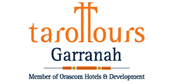 taroTTours
Garranah
Member of Orascom Hotels & Development